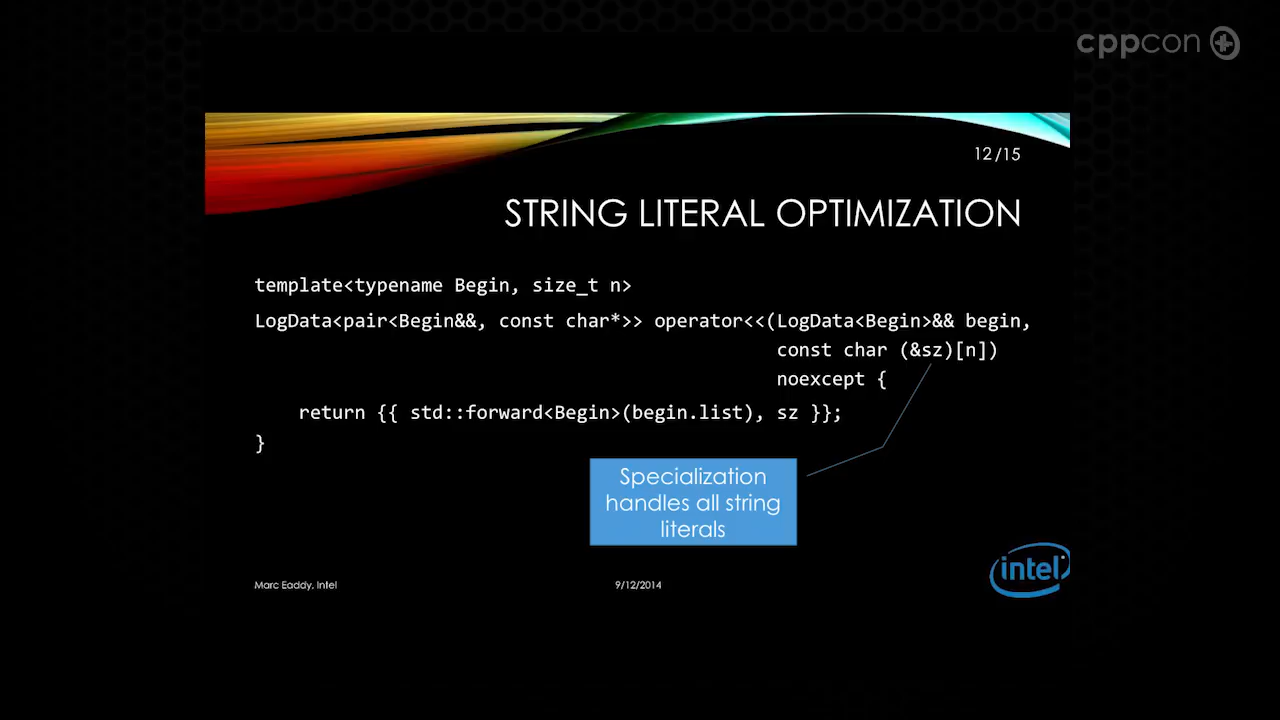 cppcon
12/15
STRING LITERAL OPTIMIZATION
template<typename Begin, size_t n>
LogData<pair<Begin&&, const char*>> operator<<(LogData<Begin>&& begin,
const char (&sz)[n])
noexcept {
return {{ std::forward<Begin>(begin.list), sz }};
}
Specialization
handles all string
literals
Marc Eaddy, Intel
9/12/2014
intel